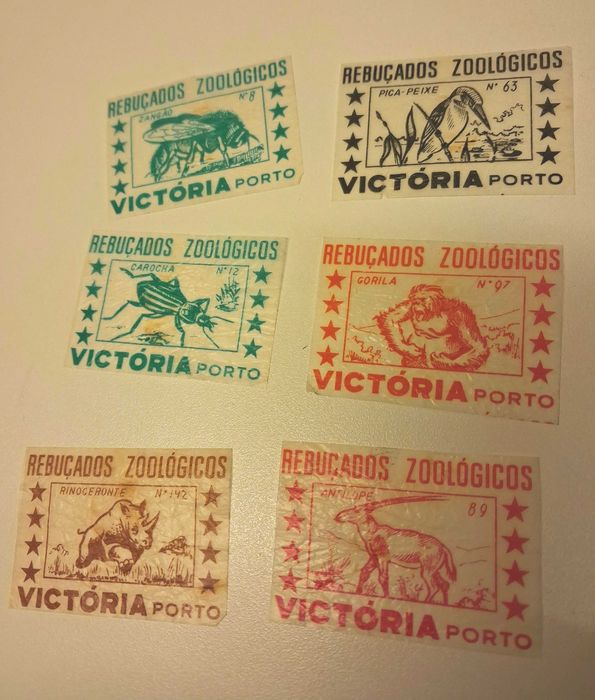 REBUÇADOS ZOOLÓGICOS
ZANGÃO Nº 8
VICTÓRIA PORTO
REBUÇADOS ZOOLÓGICOS
PICA-PEIXE Nº 63
VICTÓRIA PORTO
REBUÇADOS ZOOLÓGICOS
CAROCHA Nº 12
VICTÓRIA PORTO
REBUÇADOS ZOOLÓGICOS
GORILA Nº 97
VICTÓRIA PORTO
REBUÇADOS ZOOLÓGICOS
RINOCERONTE Nº 142
VICTÓRIA PORTO
REBUÇADOS ZOOLÓGICOS
ANTILOPE 89
VICTÓRIA PORTO